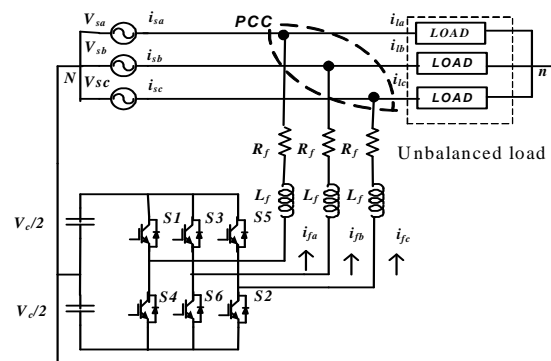 Vsa isa PCC ila LOAD
Vsb isb ilb LOAD
N n
Vsc isc ilc LOAD
Rf Rf Rf
Unbalanced load
Lf Lf Lf
Vc/2 S1 S3 S5
ifa ifb ifc
Vc/2 S4 S6 S2